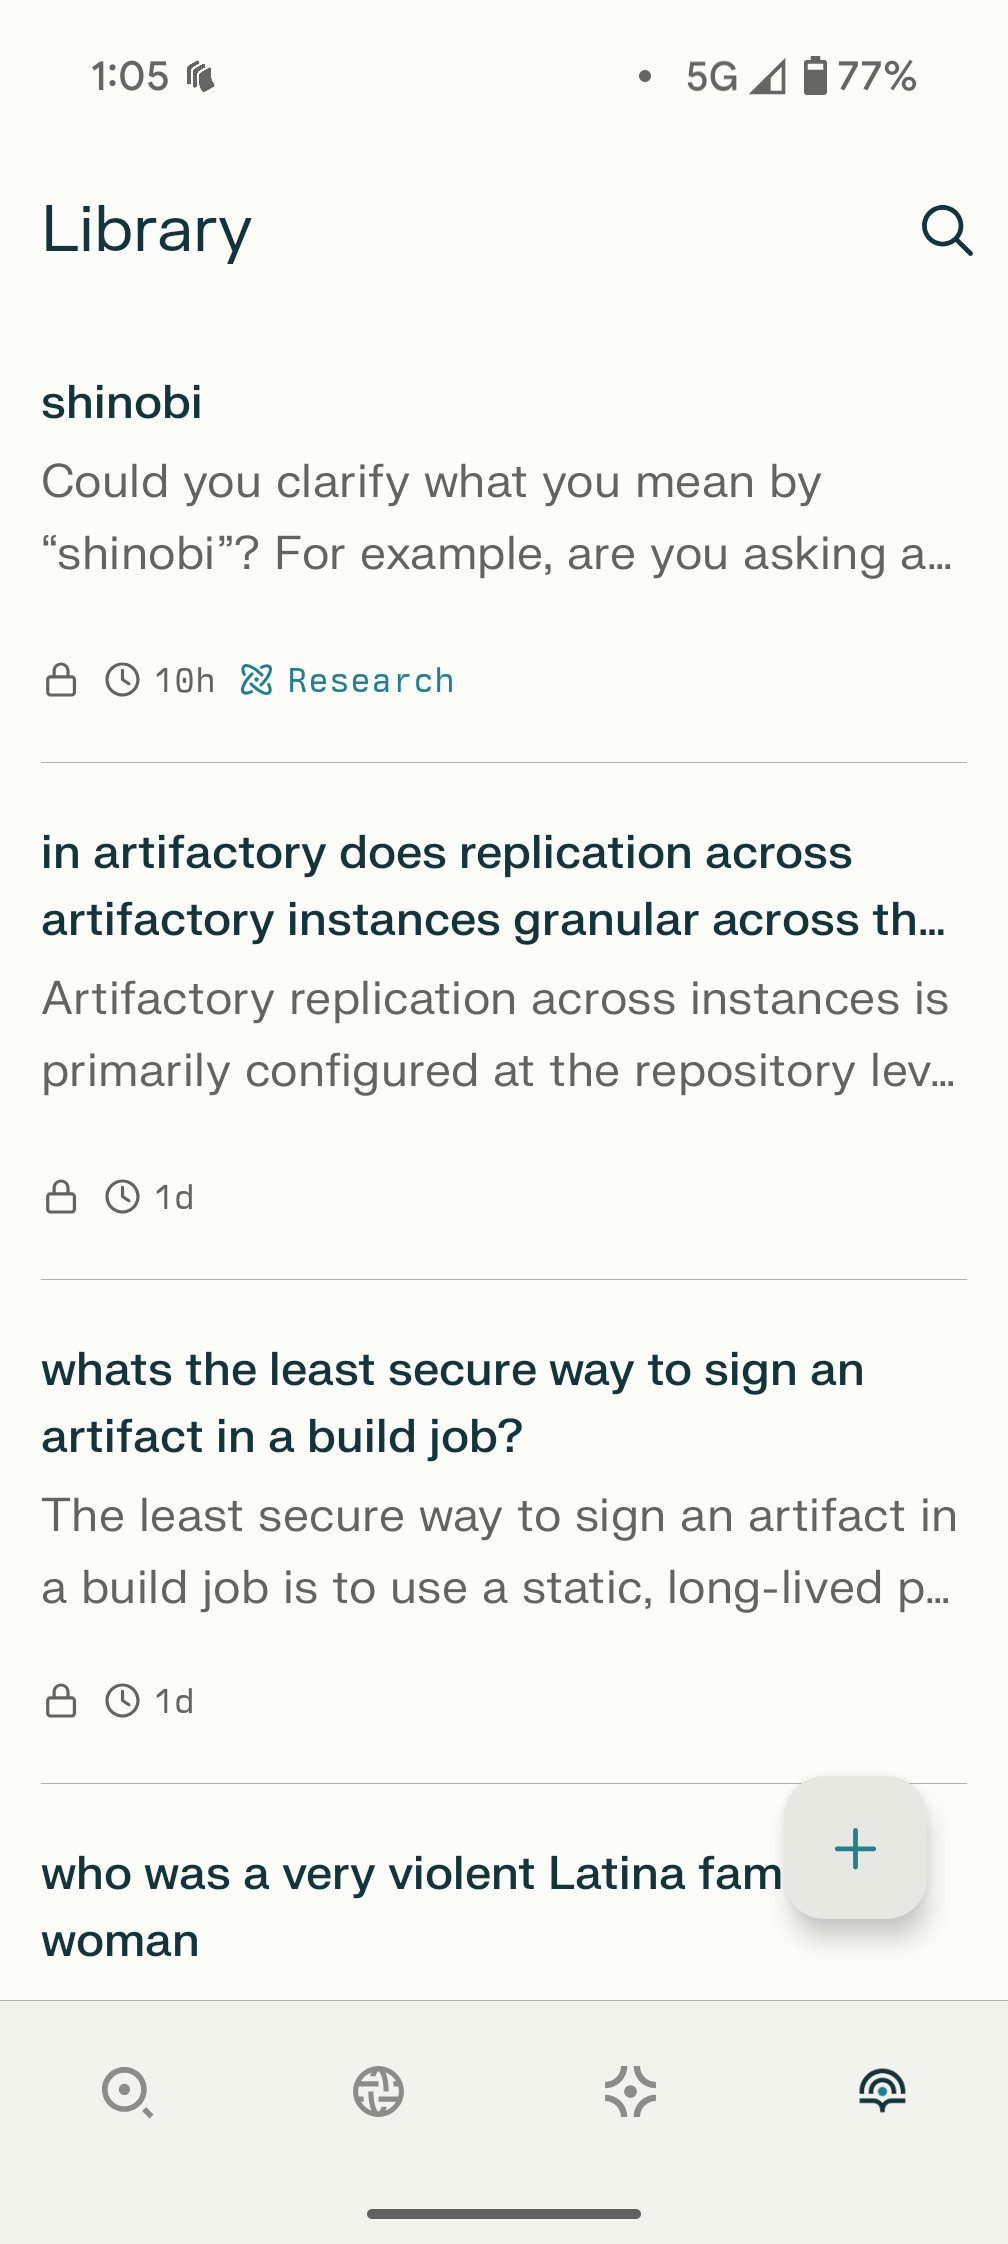 1:05 5G 77%
Library
shinobi
Could you clarify what you mean by
“shinobi”? For example, are you asking a…
10h Research
in artifactory does replication across
artifactory instances granular across th…
Artifactory replication across instances is
primarily configured at the repository lev…
1d
whats the least secure way to sign an
artifact in a build job?
The least secure way to sign an artifact in
a build job is to use a static, long-lived p…
1d
who was a very violent Latina fam
woman